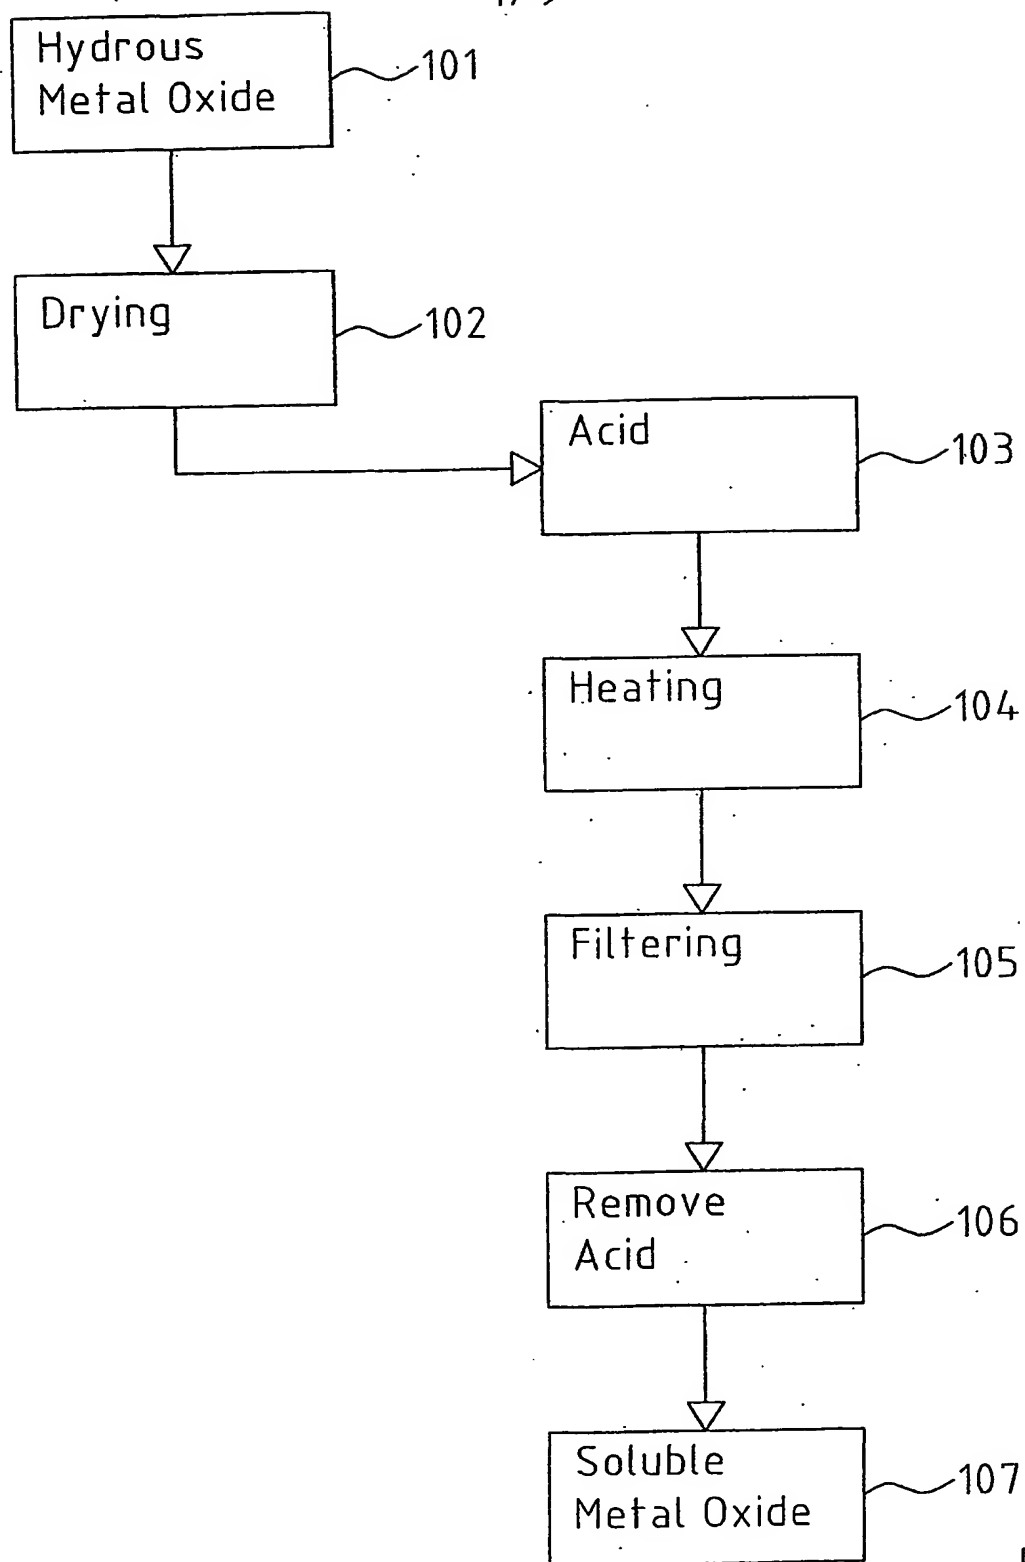 Hydrous
Metal Oxide
101
Drying
102
Acid
103
Heating
104
Filtering
105
Remove
Acid
106
Soluble
Metal Oxide
107